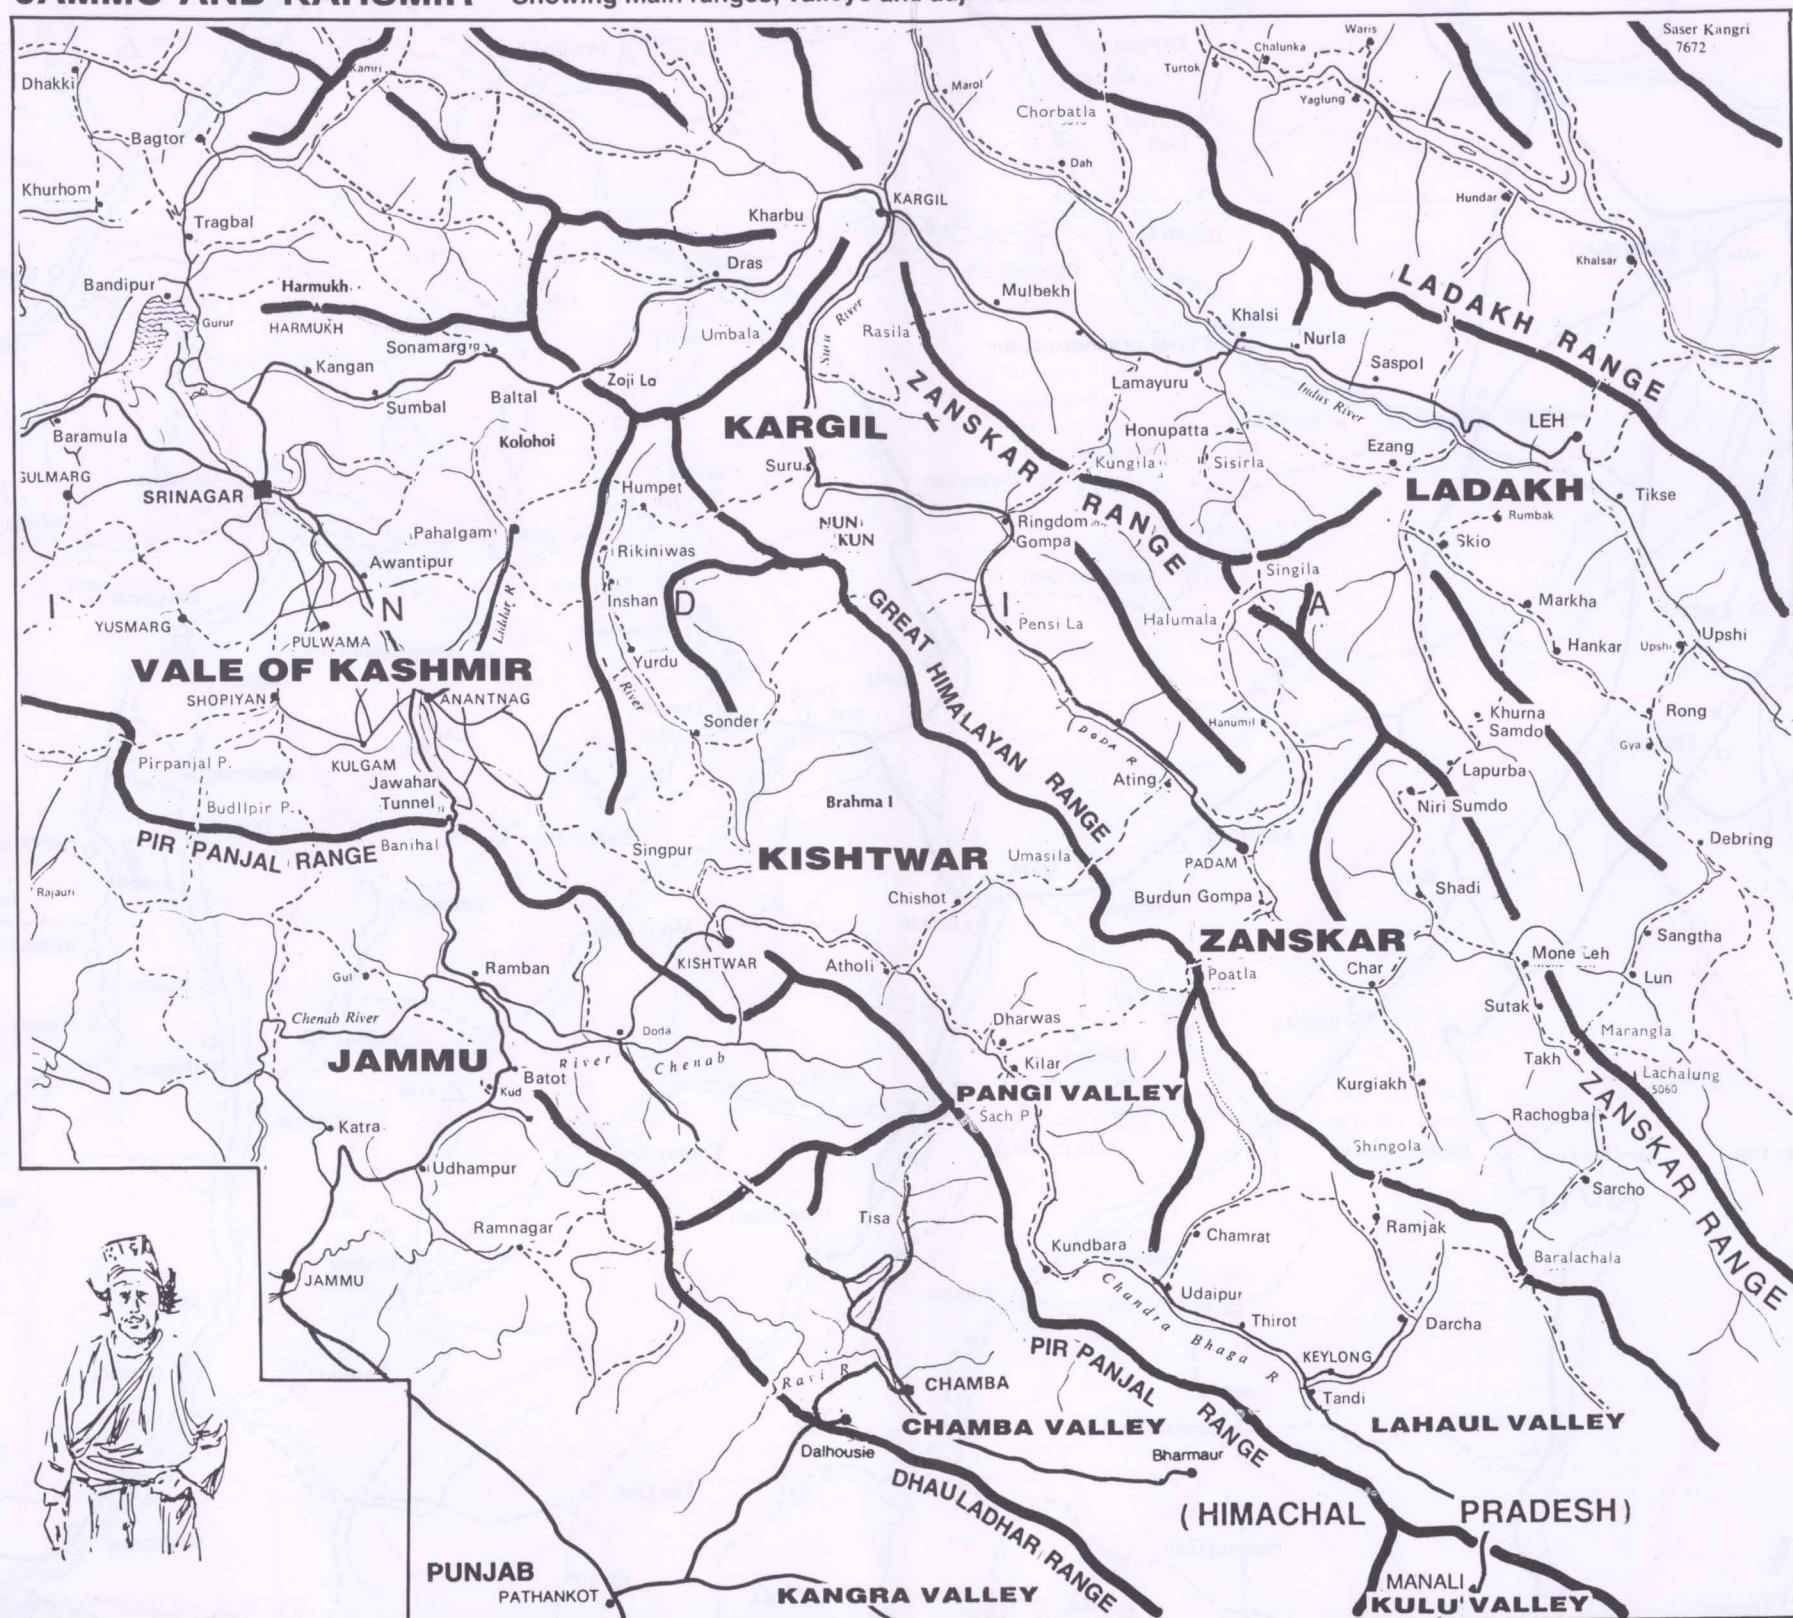 JAMMU AND KAHSMIR Showing main ranges, valleys and
Saser Kangri
7672
Waris
Chalunka
Turtok
Yaglung
Kamri
Dhakki
Marol
Chorbatla
Bagtor
Dah
Khurhom
KARGIL
Hundar
Tragbal
Kharbu
Dras
Khalsar
Bandipur
Harmukh
HARMUKH
Gurur
Mulbekh
LADAKH RANGE
Umbala
Suru River
Rasila
Khalsi
Nurla
Sonamarg
Kangan
Sumbal
Baltal
Zoji La
Saspol
Lamayuru
Indus River
ZANSKAR RANGE
Baramula
Kolohoi
KARGIL
Honupatta
LEH
Ezang
Kungila
Sisirla
GULMARG
SRINAGAR
Suru
LADAKH
Tikse
Humpet
Rumbak
Pahalgam
NUN
KUN
Ringdom
Gompa
Skio
Rikiniwas
Awantipur
Singila
Inshan
I N D I A
Markha
YUSMARG
PULWAMA
Liddar R.
GREAT HIMALAYAN RANGE
Pensi La
Halumala
Hankar
Upshi
Upshi
VALE OF KASHMIR
Yurdu
River
SHOPIYAN
ANANTNAG
Sonder
Hanumil
Khurna
Samdo
Rong
DODA R
Gya
Pirpanjal P.
KULGAM
Jawahar
Tunnel
Ating
Lapurba
Budllpir P.
Brahma I
Niri Sumdo
PIR PANJAL RANGE
Banihal
Singpur
KISHTWAR
Umasila
PADAM
Debring
Rajauri
Chishot
Burdun Gompa
Shadi
ZANSKAR
Sangtha
Gul
Ramban
KISHTWAR
Atholi
Poatla
Char
Mone Leh
Lun
Chenab River
Doda
Dharwas
Sutak
Marangla
JAMMU
River Chenab
Kilar
Takh
Batot
Kud
PANGI VALLEY
Kurgiakh
Lachalung
5060
Sach P
Rachogba
Katra
Shingola
ZANSKAR RANGE
Udhampur
Sarcho
Ramnagar
Tisa
Ramjak
Chamrat
Kundbara
Baralachala
JAMMU
Chandra Bhaga R
Udaipur
Thirot
Darcha
PIR PANJAL RANGE
KEYLONG
Ravi R
CHAMBA
Tandi
CHAMBA VALLEY
LAHAUL VALLEY
Dalhousie
Bharmaur
DHAULADHAR RANGE
(HIMACHAL PRADESH)
PUNJAB
PATHANKOT
KANGRA VALLEY
MANALI
KULU VALLEY